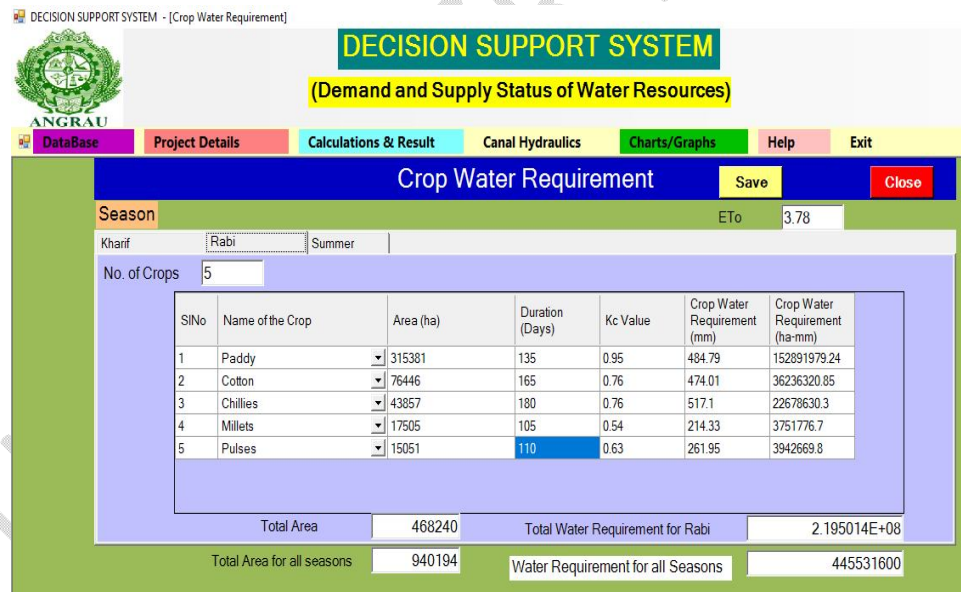 DECISION SUPPORT SYSTEM - [Crop Water Requirement]
DECISION SUPPORT SYSTEM
(Demand and Supply Status of Water Resources)
ANGRAU
DataBase Project Details Calculations & Result Canal Hydraulics Charts/Graphs Help Exit
Crop Water Requirement Save Close
Season ETo 3.78
Kharif Rabi Summer
No. of Crops 5
SlNo Name of the Crop Area (ha) Duration (Days) Kc Value Crop Water Requirement (mm) Crop Water Requirement (ha-mm)
1 Paddy 315381 135 0.95 484.79 152891979.24
2 Cotton 76446 165 0.76 474.01 36236320.85
3 Chillies 43857 180 0.76 517.1 22678630.3
4 Millets 17505 105 0.54 214.33 3751776.7
5 Pulses 15051 110 0.63 261.95 3942669.8
Total Area 468240 Total Water Requirement for Rabi 2.195014E+08
Total Area for all seasons 940194 Water Requirement for all Seasons 445531600